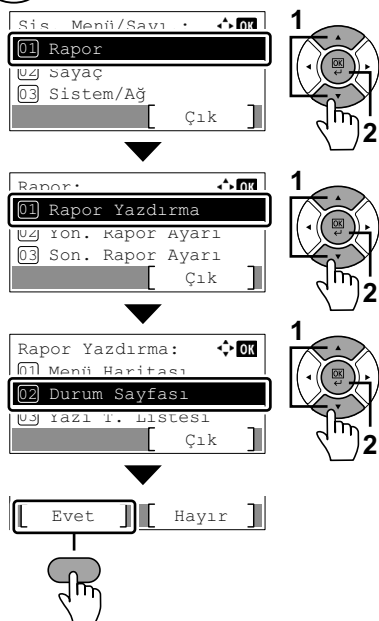 Sis. Menü/Sayı.: OK
01 Rapor
02 Sayaç
03 Sistem/Ağ
[ Çık ]
1
OK
2
Rapor: OK
01 Rapor Yazdırma
02 Yön. Rapor Ayarı
03 Son. Rapor Ayarı
[ Çık ]
1
OK
2
Rapor Yazdırma: OK
01 Menü Haritası
02 Durum Sayfası
03 Yazı T. Listesi
[ Çık ]
1
OK
2
[ Evet ] [ Hayır ]